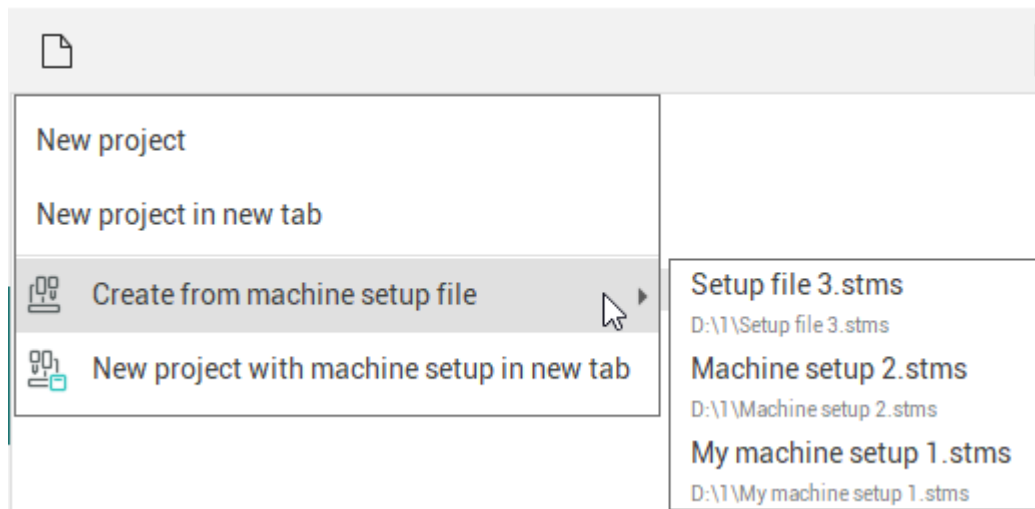 New project
New project in new tab
Create from machine setup file
New project with machine setup in new tab
Setup file 3.stms
D:\1\Setup file 3.stms
Machine setup 2.stms
D:\1\Machine setup 2.stms
My machine setup 1.stms
D:\1\My machine setup 1.stms